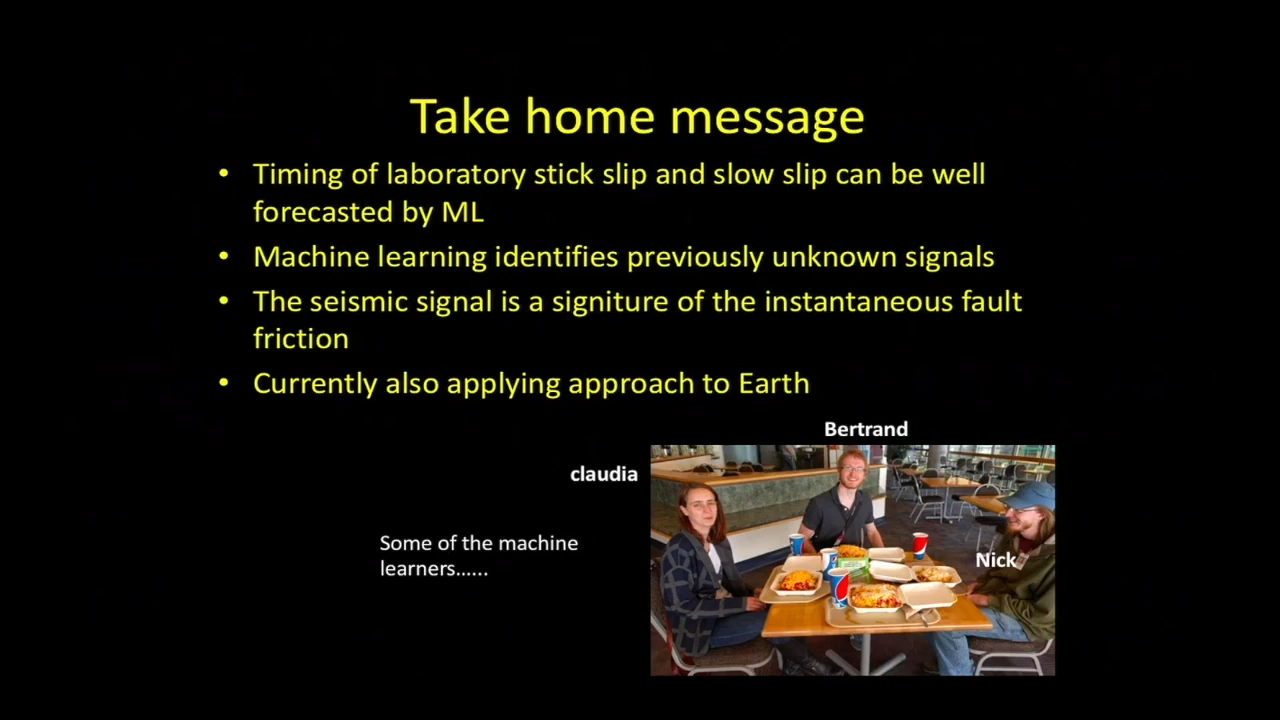 Take home message
• Timing of laboratory stick slip and slow slip can be well
forecasted by ML
• Machine learning identifies previously unknown signals
• The seismic signal is a signiture of the instantaneous fault
friction
• Currently also applying approach to Earth
Bertrand
claudia
Some of the machine
learners......
Nick